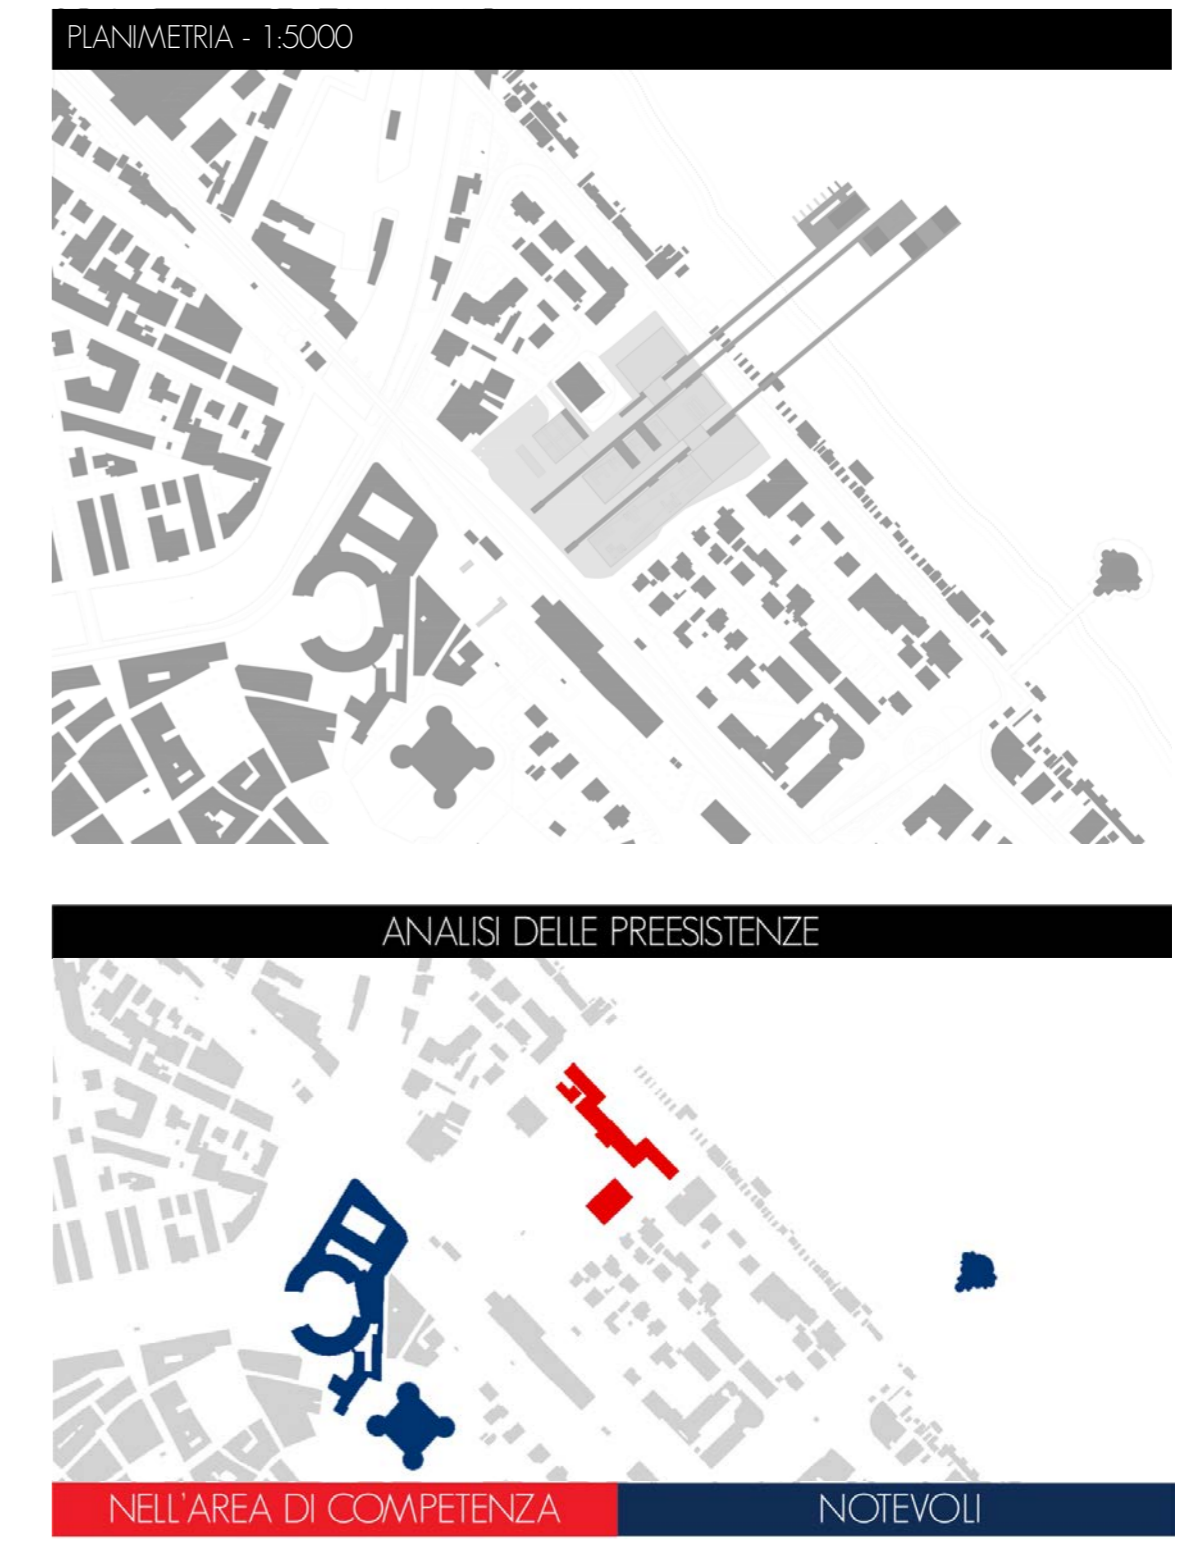 PLANIMETRIA - 1:5000
ANALISI DELLE PREESISTENZE
NELL'AREA DI COMPETENZA
NOTEVOLI